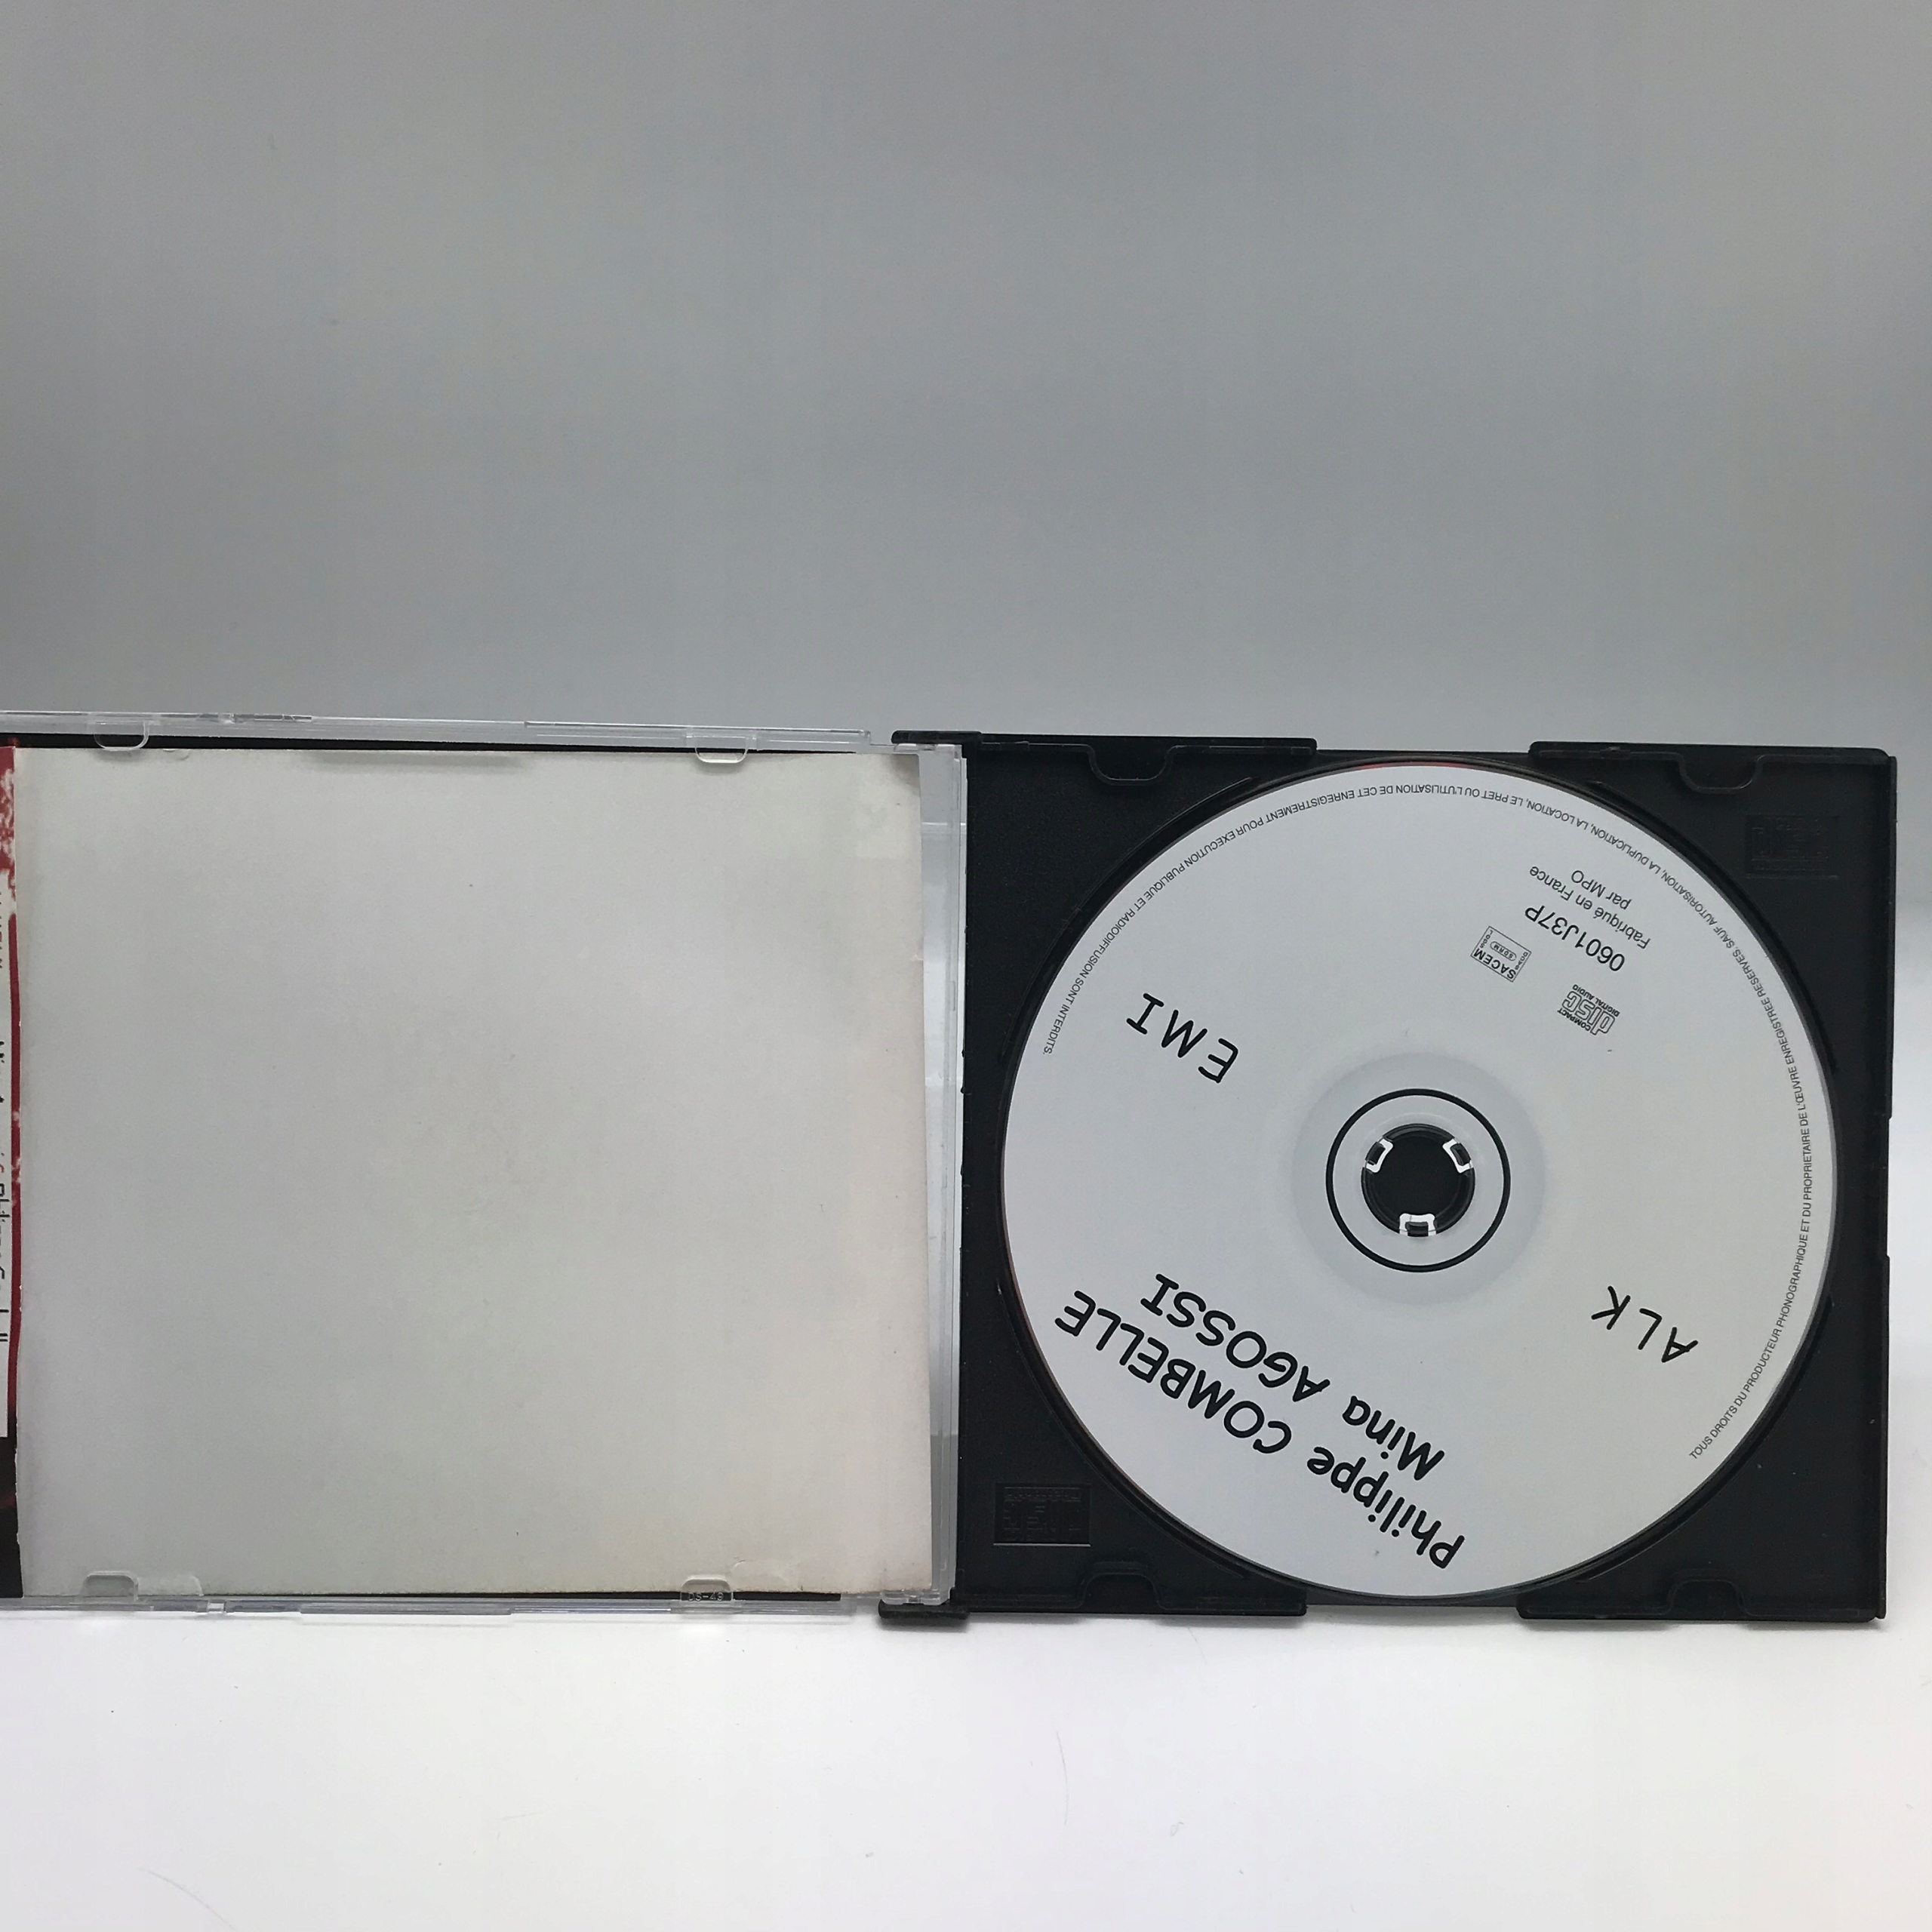 Philippe COMBELLE
Mina AGOSSI
ALK
EMI
COMPACT
disc
DIGITAL AUDIO
SACEM
SDRM
0601J37P
Fabriqué en France
par MPO
TOUS DROITS DU PRODUCTEUR PHONOGRAPHIQUE ET DU PROPRIETAIRE DE L'ŒUVRE ENREGISTREE RESERVES. SAUF AUTORISATION, LA DUPLICATION, LA LOCATION, LE PRET OU L'UTILISATION DE CET ENREGISTREMENT POUR EXECUTION PUBLIQUE ET RADIODIFFUSION SONT INTERDITS.